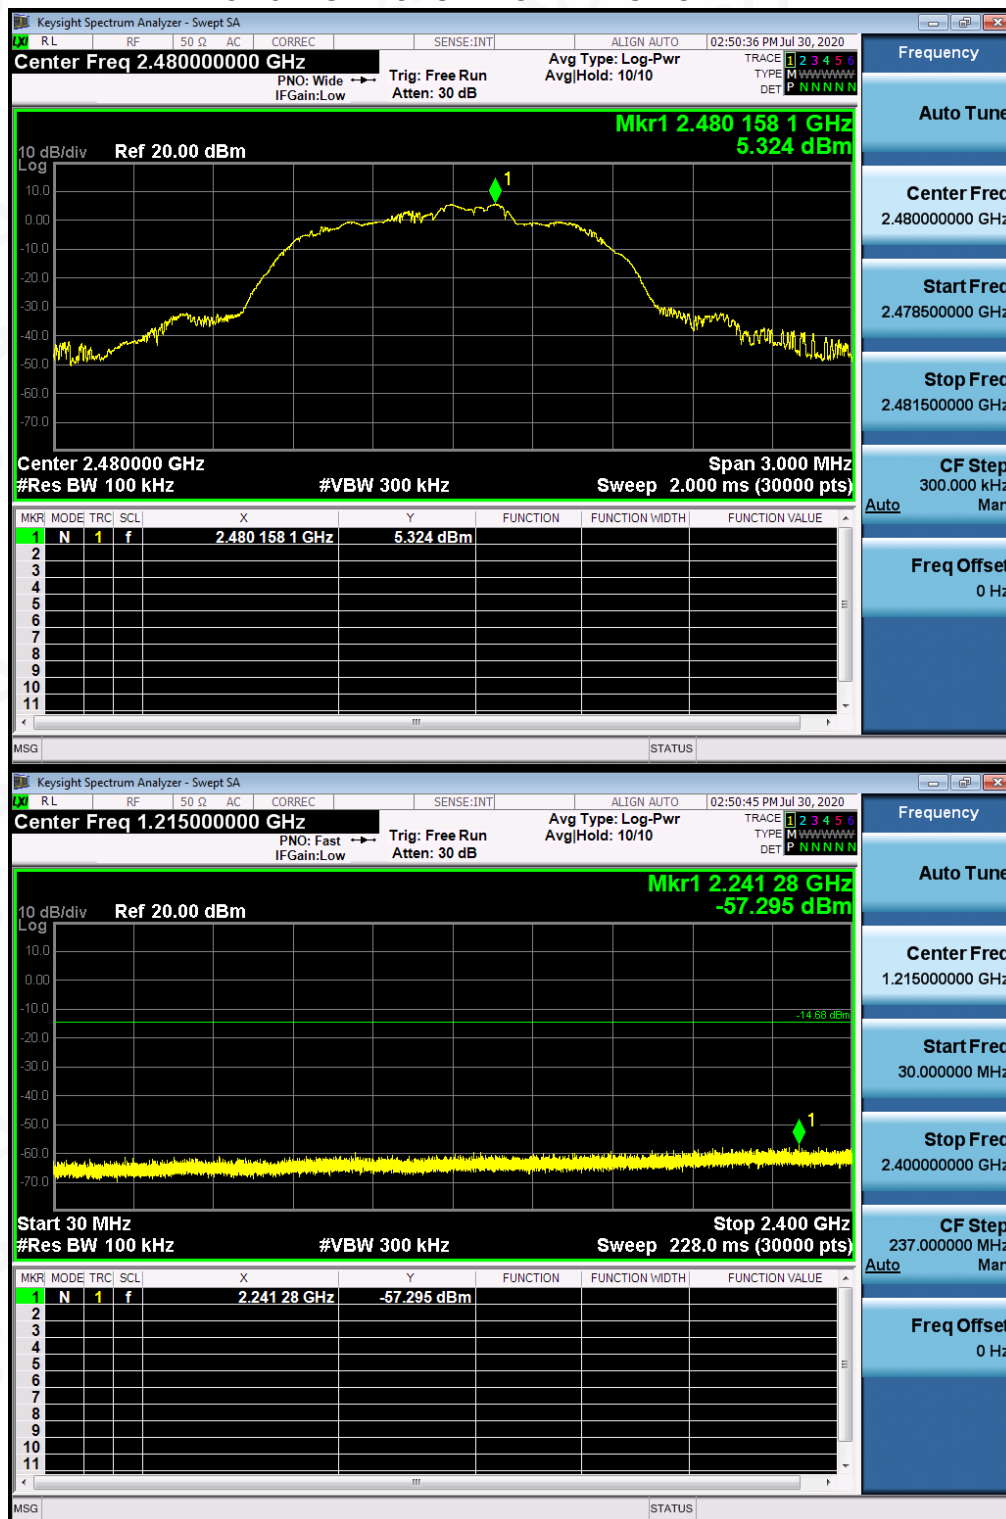 Keysight Spectrum Analyzer - Swept SA
LXI RL RF 50 Ω AC CORREC SENSE:INT ALIGN AUTO 02:50:36 PM Jul 30, 2020
Center Freq 2.480000000 GHz
PNO: Wide
IFGain:Low
Trig: Free Run
Atten: 30 dB
Avg Type: Log-Pwr
Avg|Hold: 10/10
TRACE 1 2 3 4 5 6
TYPE M WWWWW
DET P N N N N N
Mkr1 2.480 158 1 GHz
5.324 dBm
10 dB/div Ref 20.00 dBm
Log
10.0
0.00
-10.0
-20.0
-30.0
-40.0
-50.0
-60.0
-70.0
1
Center 2.480000 GHz Span 3.000 MHz
#Res BW 100 kHz #VBW 300 kHz Sweep 2.000 ms (30000 pts)
MKR MODE TRC SCL X Y FUNCTION FUNCTION WIDTH FUNCTION VALUE
1 N 1 f 2.480 158 1 GHz 5.324 dBm
2
3
4
5
6
7
8
9
10
11
MSG STATUS
Frequency
Auto Tune
Center Freq
2.480000000 GHz
Start Freq
2.478500000 GHz
Stop Freq
2.481500000 GHz
CF Step
300.000 kHz
Auto Man
Freq Offset
0 Hz
Keysight Spectrum Analyzer - Swept SA
LXI RL RF 50 Ω AC CORREC SENSE:INT ALIGN AUTO 02:50:45 PM Jul 30, 2020
Center Freq 1.215000000 GHz
PNO: Fast
IFGain:Low
Trig: Free Run
Atten: 30 dB
Avg Type: Log-Pwr
Avg|Hold: 10/10
TRACE 1 2 3 4 5 6
TYPE M WWWWW
DET P N N N N N
Mkr1 2.241 28 GHz
-57.295 dBm
10 dB/div Ref 20.00 dBm
Log
10.0
0.00
-10.0
-20.0
-30.0
-40.0
-50.0
-60.0
-70.0
-14.68 dBm
1
Start 30 MHz Stop 2.400 GHz
#Res BW 100 kHz #VBW 300 kHz Sweep 228.0 ms (30000 pts)
MKR MODE TRC SCL X Y FUNCTION FUNCTION WIDTH FUNCTION VALUE
1 N 1 f 2.241 28 GHz -57.295 dBm
2
3
4
5
6
7
8
9
10
11
MSG STATUS
Frequency
Auto Tune
Center Freq
1.215000000 GHz
Start Freq
30.000000 MHz
Stop Freq
2.400000000 GHz
CF Step
237.000000 MHz
Auto Man
Freq Offset
0 Hz